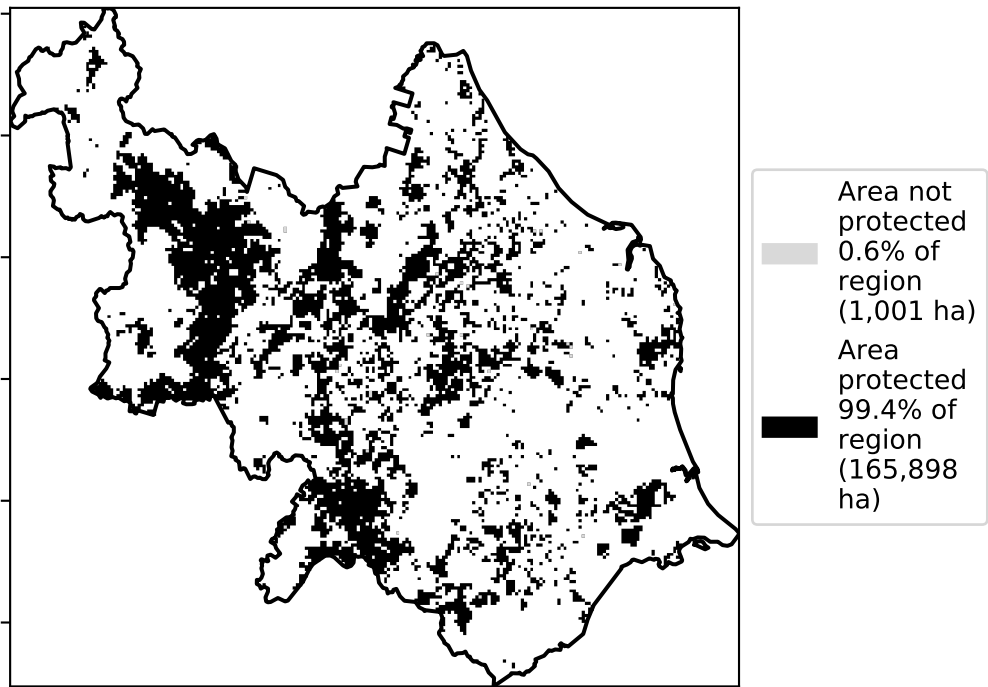 Area not
protected
0.6% of
region
(1,001 ha)
Area
protected
99.4% of
region
(165,898
ha)